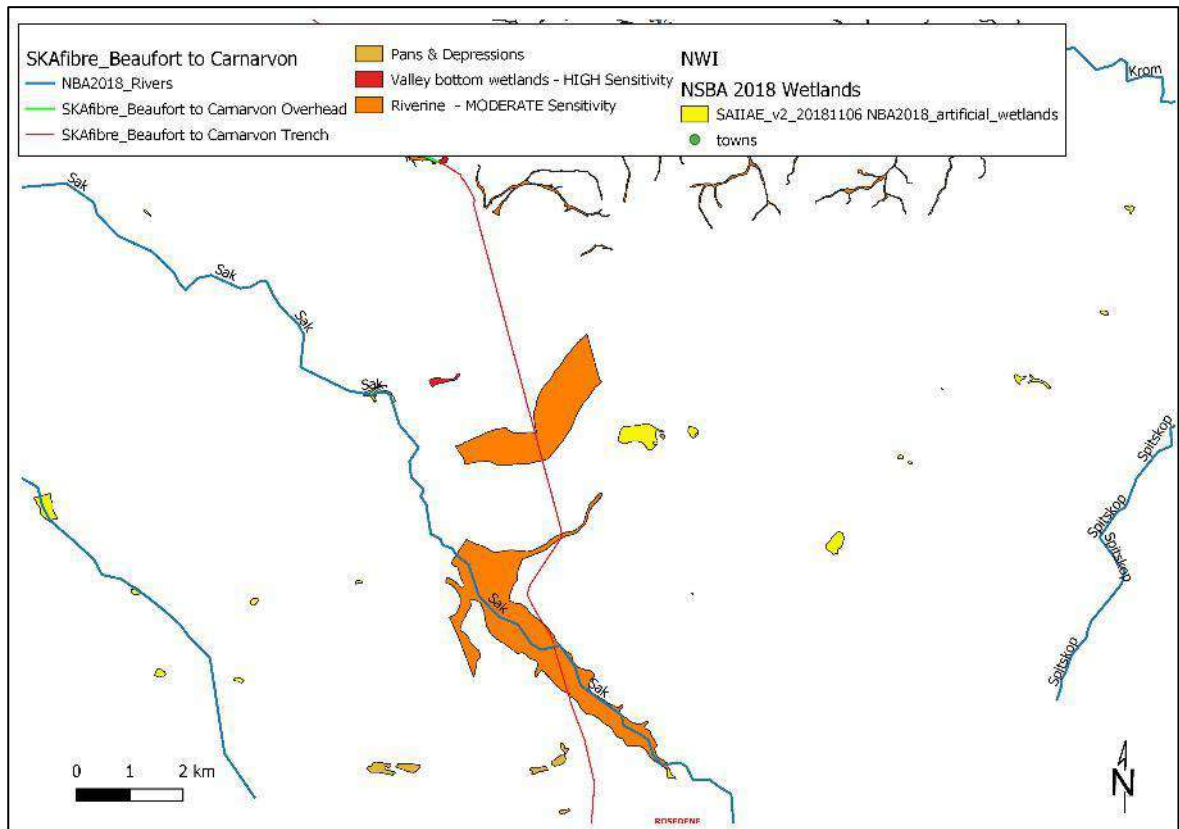 SKAfibre_Beaufort to Carnarvon
NBA2018_Rivers
SKAfibre_Beaufort to Carnarvon Overhead
SKAfibre_Beaufort to Carnarvon Trench
Pans & Depressions
Valley bottom wetlands - HIGH Sensitivity
Riverine - MODERATE Sensitivity
NWI
NSBA 2018 Wetlands
SAIIAE_v2_20181106 NBA2018_artificial_wetlands
towns
Krom
Sak
Sak
Sak
Sak
Spitskop
Spitskop
Spitskop
Sak
Spitskop
Sak
0 1 2 km
N
ROSEDENE